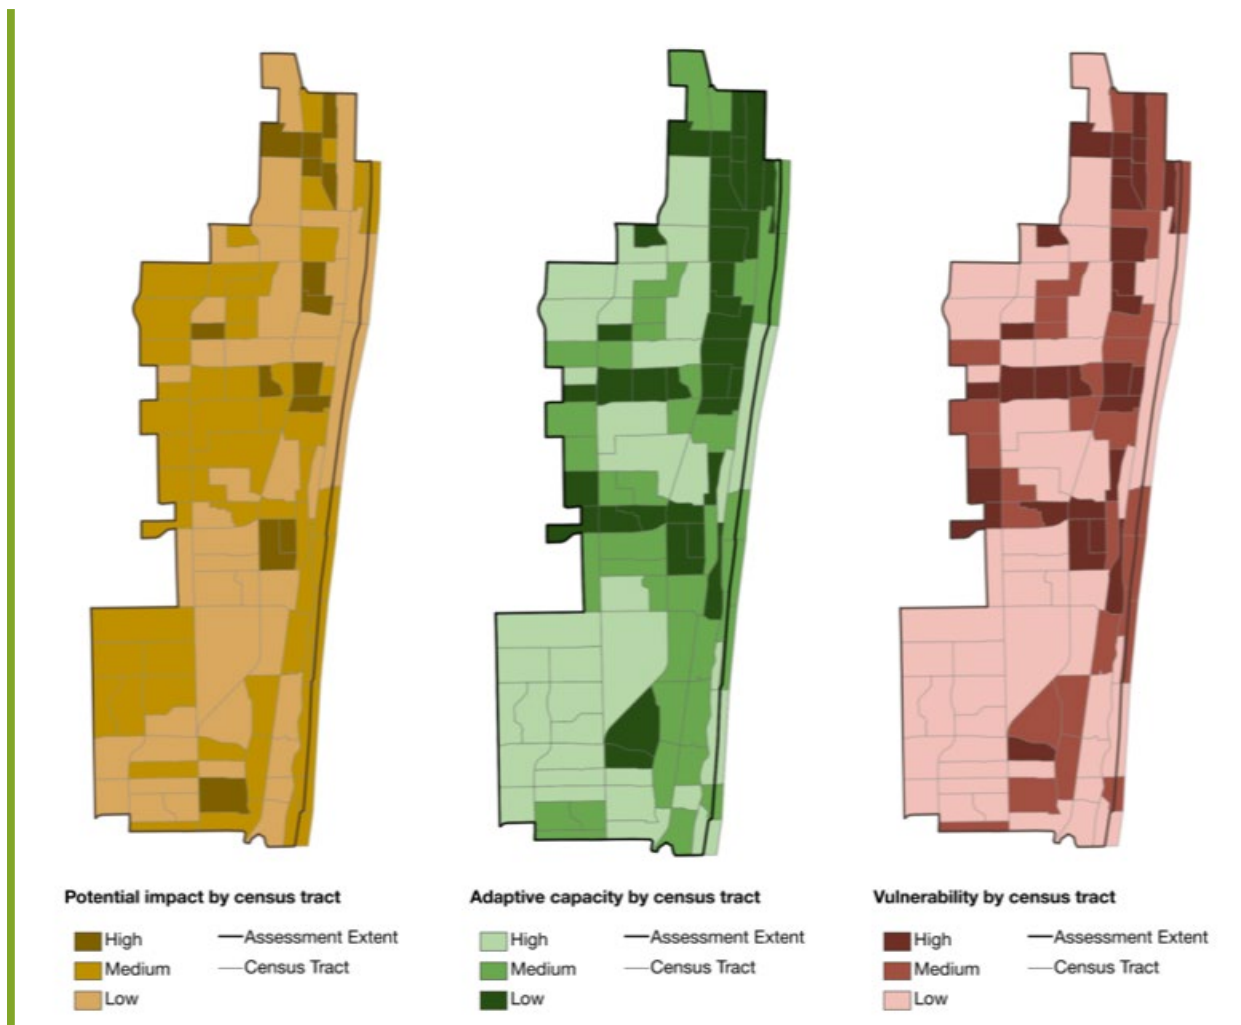 Potential impact by census tract
High
Assessment Extent
Medium
Census Tract
Low
Adaptive capacity by census tract
High
Assessment Extent
Medium
Census Tract
Low
Vulnerability by census tract
High
Assessment Extent
Medium
Census Tract
Low